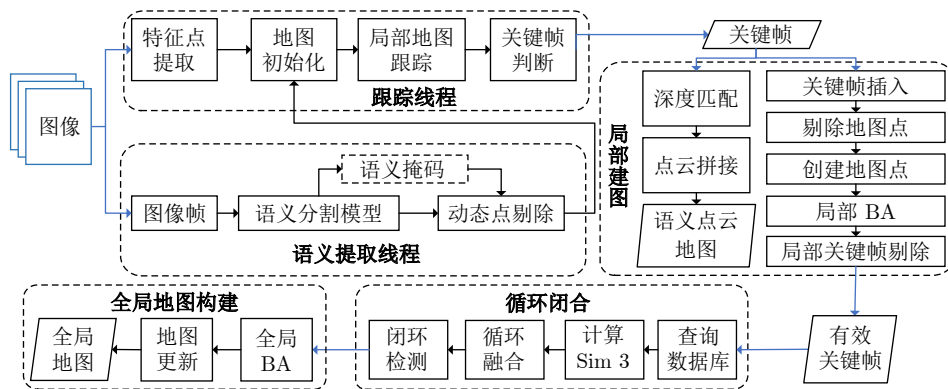 图像
特征点
提取
地图
初始化
局部地图
跟踪
关键帧
判断
跟踪线程
语义掩码
图像帧
语义分割模型
动态点剔除
语义提取线程
关键帧
局部建图
深度匹配
点云拼接
语义点云
地图
关键帧插入
剔除地图点
创建地图点
局部 BA
局部关键帧剔除
有效
关键帧
循环闭合
查询
数据库
计算
Sim 3
循环
融合
闭环
检测
全局地图构建
全局
BA
地图
更新
全局
地图